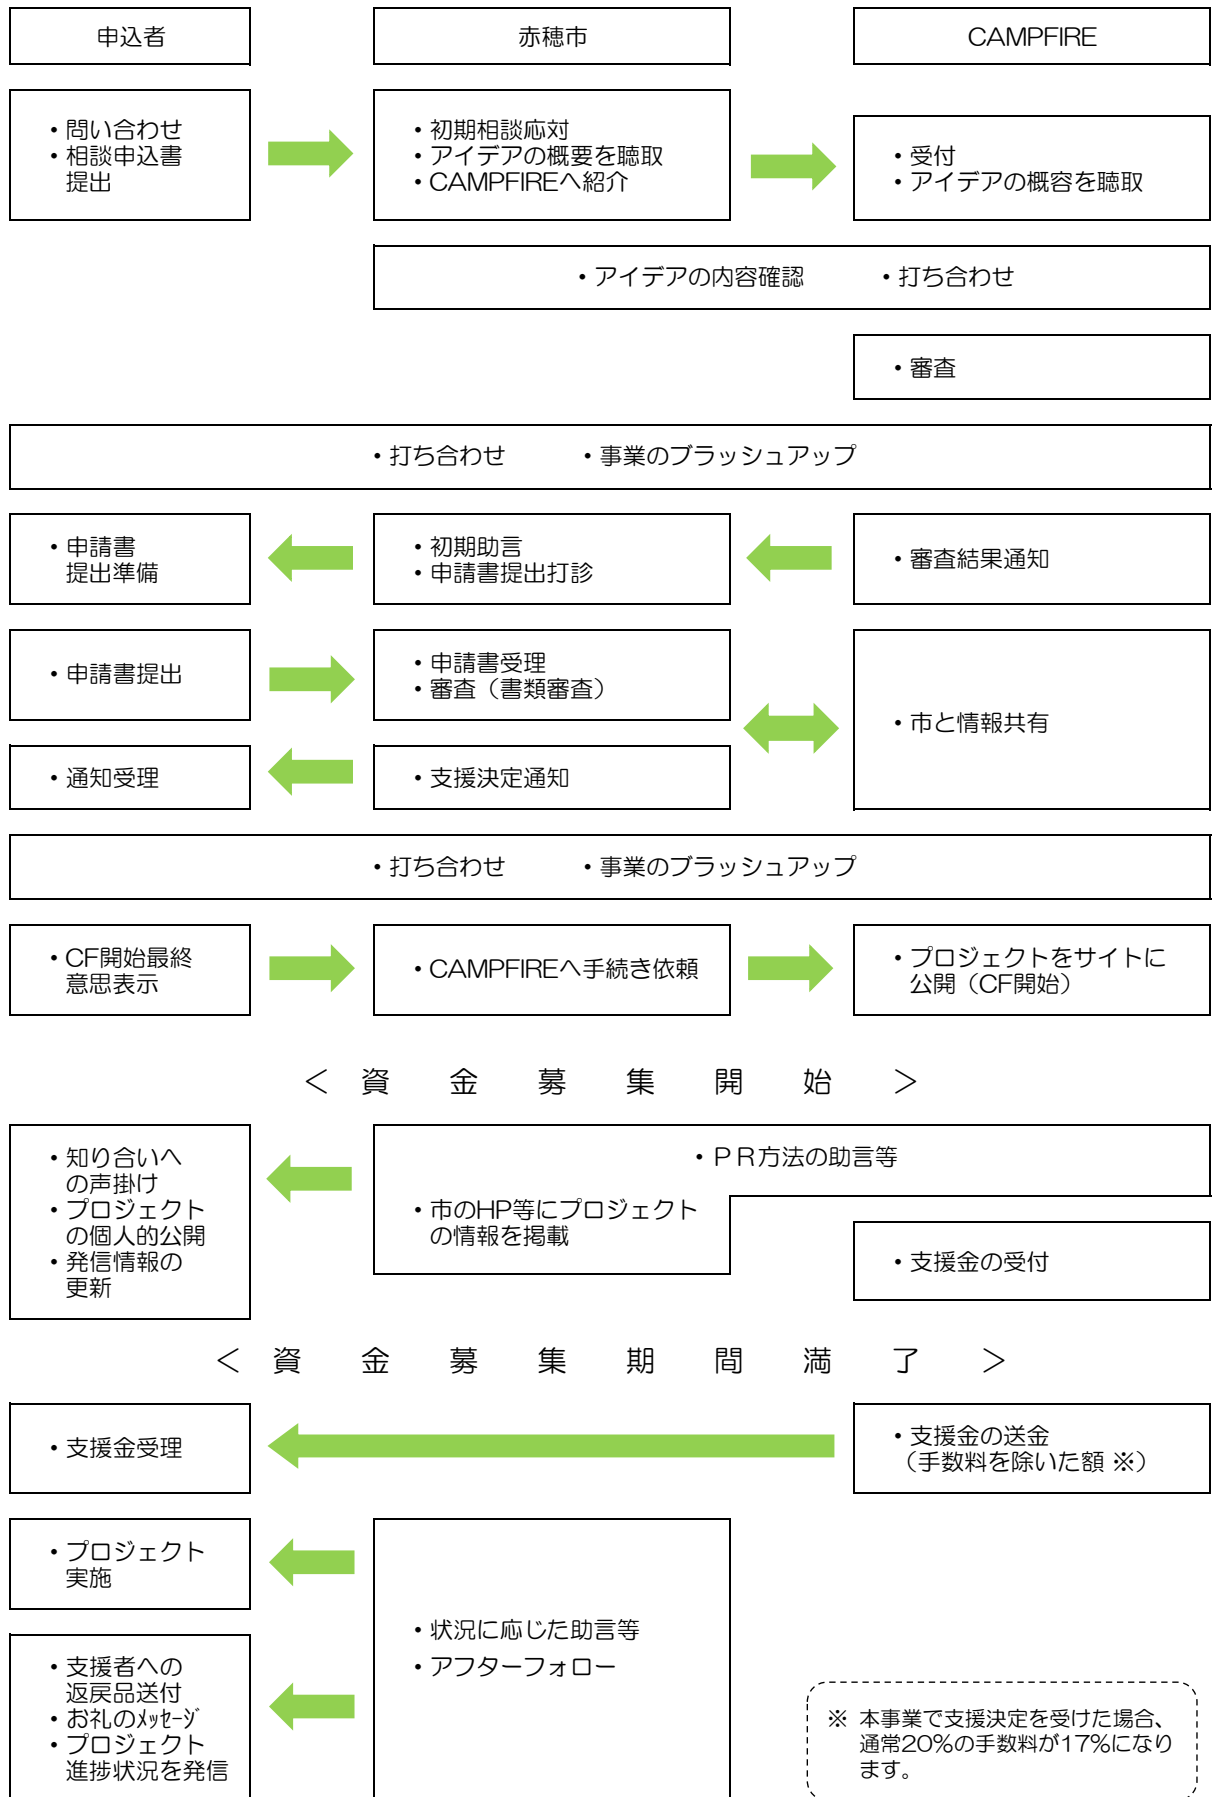 申込者
赤穂市
CAMPFIRE
・問い合わせ
・相談申込書
提出
・初期相談応対
・アイデアの概要を聴取
・CAMPFIREへ紹介
・受付
・アイデアの概容を聴取
・アイデアの内容確認　・打ち合わせ
・審査
・打ち合わせ　・事業のブラッシュアップ
・申請書
提出準備
・初期助言
・申請書提出打診
・審査結果通知
・申請書提出
・申請書受理
・審査（書類審査）
・市と情報共有
・通知受理
・支援決定通知
・打ち合わせ　・事業のブラッシュアップ
・CF開始最終
意思表示
・CAMPFIREへ手続き依頼
・プロジェクトをサイトに
公開（CF開始）
＜資金募集開始＞
・知り合いへ
の声掛け
・プロジェクト
の個人的公開
・発信情報の
更新
・ＰＲ方法の助言等
・市のHP等にプロジェクト
の情報を掲載
・支援金の受付
＜資金募集期間満了＞
・支援金受理
・支援金の送金
（手数料を除いた額 ※）
・プロジェクト
実施
・状況に応じた助言等
・アフターフォロー
・支援者への
返戻品送付
・お礼のﾒｯｾｰｼﾞ
・プロジェクト
進捗状況を発信
※ 本事業で支援決定を受けた場合、
通常20%の手数料が17%になり
ます。